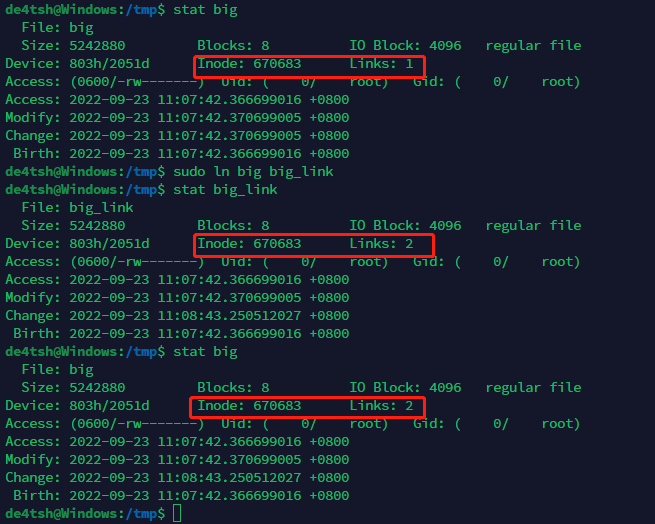 de4tsh@Windows:/tmp$ stat big
  File: big
  Size: 5242880         Blocks: 8          IO Block: 4096   regular file
Device: 803h/2051d      Inode: 670683      Links: 1
Access: (0600/-rw-------)  Uid: (    0/    root)   Gid: (    0/    root)
Access: 2022-09-23 11:07:42.366699016 +0800
Modify: 2022-09-23 11:07:42.370699005 +0800
Change: 2022-09-23 11:07:42.370699005 +0800
 Birth: 2022-09-23 11:07:42.366699016 +0800
de4tsh@Windows:/tmp$ sudo ln big big_link
de4tsh@Windows:/tmp$ stat big_link
  File: big_link
  Size: 5242880         Blocks: 8          IO Block: 4096   regular file
Device: 803h/2051d      Inode: 670683      Links: 2
Access: (0600/-rw-------)  Uid: (    0/    root)   Gid: (    0/    root)
Access: 2022-09-23 11:07:42.366699016 +0800
Modify: 2022-09-23 11:07:42.370699005 +0800
Change: 2022-09-23 11:08:43.250512027 +0800
 Birth: 2022-09-23 11:07:42.366699016 +0800
de4tsh@Windows:/tmp$ stat big
  File: big
  Size: 5242880         Blocks: 8          IO Block: 4096   regular file
Device: 803h/2051d      Inode: 670683      Links: 2
Access: (0600/-rw-------)  Uid: (    0/    root)   Gid: (    0/    root)
Access: 2022-09-23 11:07:42.366699016 +0800
Modify: 2022-09-23 11:07:42.370699005 +0800
Change: 2022-09-23 11:08:43.250512027 +0800
 Birth: 2022-09-23 11:07:42.366699016 +0800
de4tsh@Windows:/tmp$